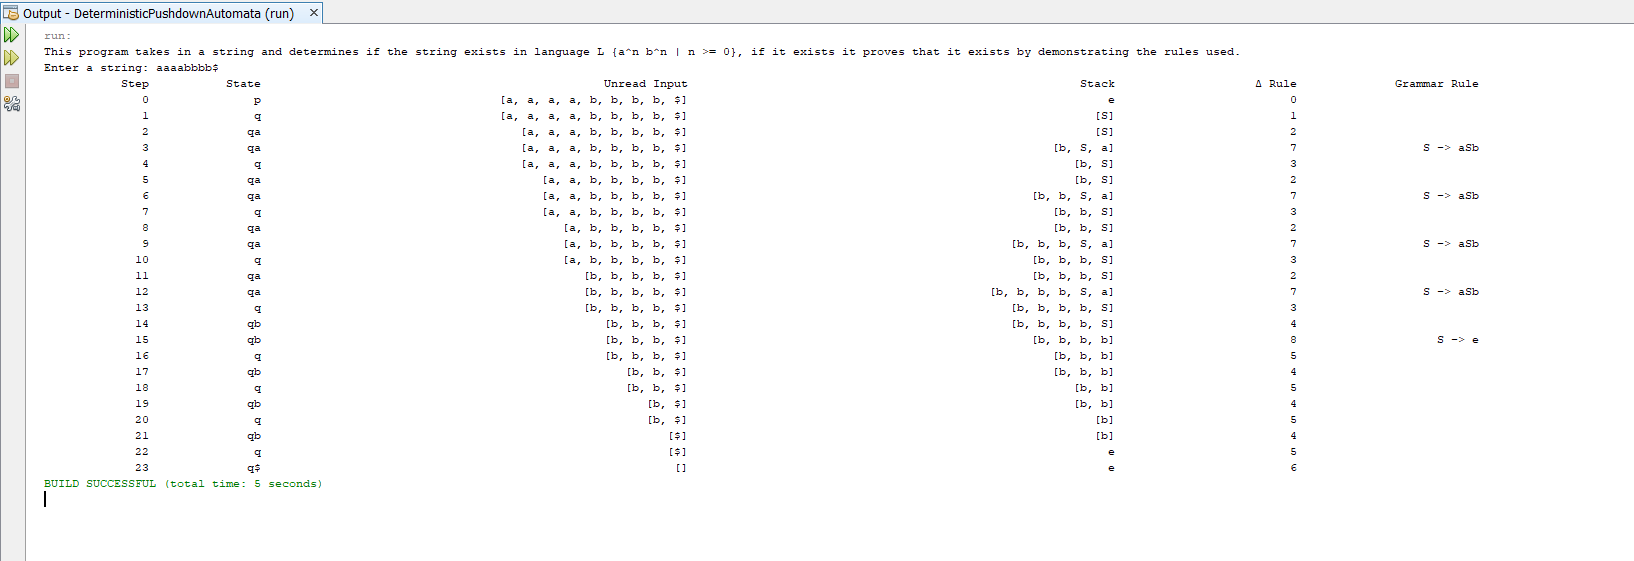 Output - DeterministicPushdownAutomata (run) ×
run:
This program takes in a string and determines if the string exists in language L {a^n b^n | n >= 0}, if it exists it proves that it exists by demonstrating the rules used.
Enter a string: aaaabbbb$
Step State Unread Input Stack Δ Rule Grammar Rule
0 p [a, a, a, a, b, b, b, b, $] e 0
1 q [a, a, a, a, b, b, b, b, $] [S] 1
2 qa [a, a, a, b, b, b, b, $] [S] 2
3 qa [a, a, a, b, b, b, b, $] [b, S, a] 7 S -> aSb
4 q [a, a, a, b, b, b, b, $] [b, S] 3
5 qa [a, a, b, b, b, b, $] [b, S] 2
6 qa [a, a, b, b, b, b, $] [b, b, S, a] 7 S -> aSb
7 q [a, a, b, b, b, b, $] [b, b, S] 3
8 qa [a, b, b, b, b, $] [b, b, S] 2
9 qa [a, b, b, b, b, $] [b, b, b, S, a] 7 S -> aSb
10 q [a, b, b, b, b, $] [b, b, b, S] 3
11 qa [b, b, b, b, $] [b, b, b, S] 2
12 qa [b, b, b, b, $] [b, b, b, b, S, a] 7 S -> aSb
13 q [b, b, b, b, $] [b, b, b, b, S] 3
14 qb [b, b, b, $] [b, b, b, b, S] 4
15 qb [b, b, b, $] [b, b, b, b] 8 S -> e
16 q [b, b, b, $] [b, b, b] 5
17 qb [b, b, $] [b, b, b] 4
18 q [b, b, $] [b, b] 5
19 qb [b, $] [b, b] 4
20 q [b, $] [b] 5
21 qb [$] [b] 4
22 q [$] e 5
23 q$ [] e 6
BUILD SUCCESSFUL (total time: 5 seconds)